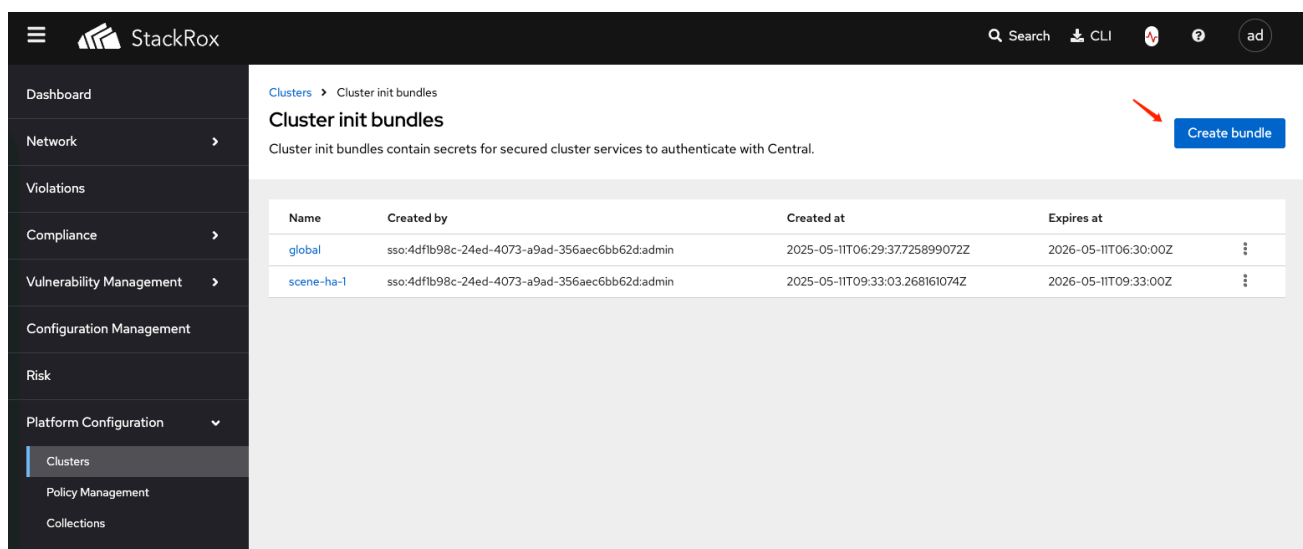 StackRox
Search
CLI
ad
Dashboard
Network
Violations
Compliance
Vulnerability Management
Configuration Management
Risk
Platform Configuration
Clusters
Policy Management
Collections
Clusters > Cluster init bundles
Cluster init bundles
Cluster init bundles contain secrets for secured cluster services to authenticate with Central.
Create bundle
Name Created by Created at Expires at
global sso:4df1b98c-24ed-4073-a9ad-356aec6bb62d:admin 2025-05-11T06:29:37.725899072Z 2026-05-11T06:30:00Z
scene-ha-1 sso:4df1b98c-24ed-4073-a9ad-356aec6bb62d:admin 2025-05-11T09:33:03.268161074Z 2026-05-11T09:33:00Z